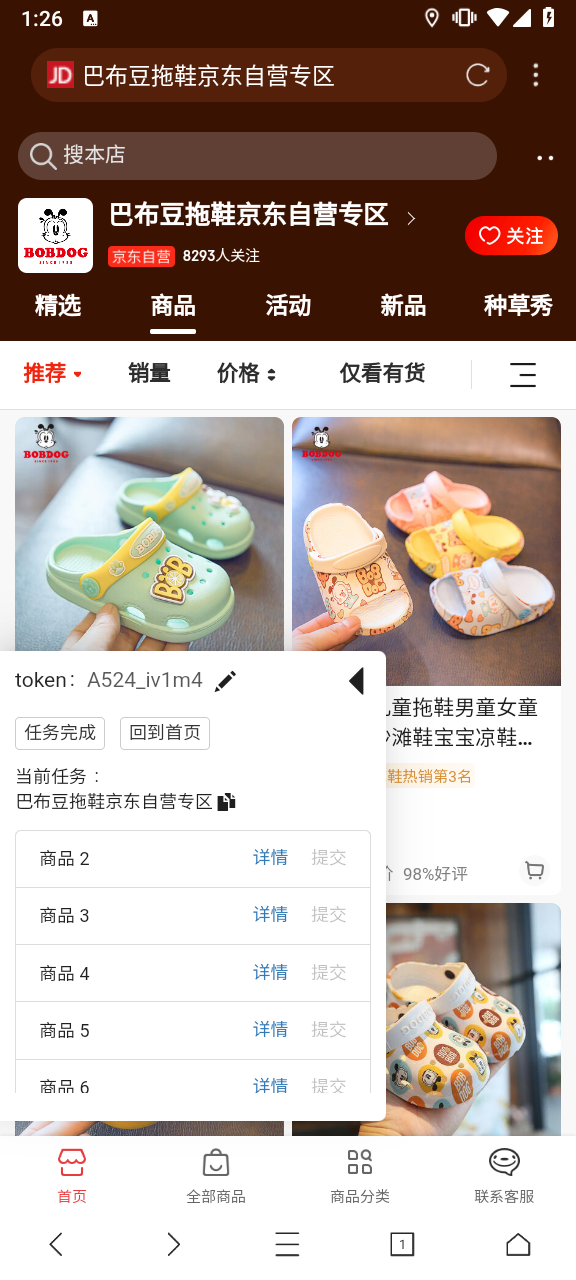 1:26
A
JD 巴布豆拖鞋京东自营专区
搜本店
巴布豆拖鞋京东自营专区
BOBDOG
SINCE 1983
京东自营 8293人关注
关注
精选 商品 活动 新品 种草秀
推荐 销量 价格 仅看有货
BOBDOG
BOBDOG
token: A524_iv1m4
任务完成 回到首页
当前任务：
巴布豆拖鞋京东自营专区
商品 2 详情 提交
商品 3 详情 提交
商品 4 详情 提交
商品 5 详情 提交
商品 6 详情 提交
童拖鞋男童女童
滩鞋宝宝凉鞋...
鞋热销第3名
98%好评
首页 全部商品 商品分类 联系客服
1